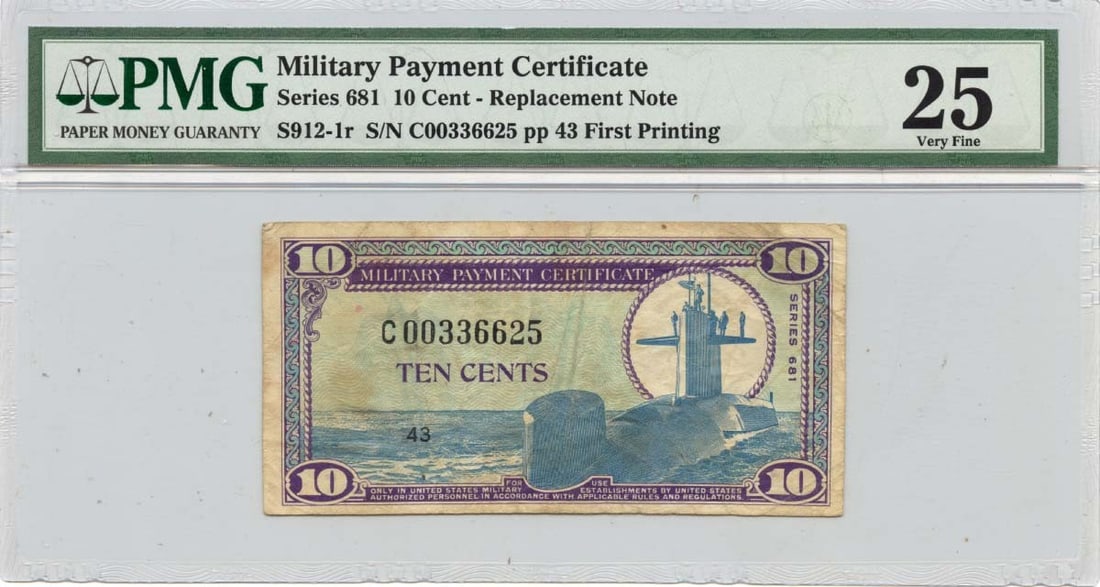 PMG
PAPER MONEY GUARANTY
Military Payment Certificate
Series 681 10 Cent - Replacement Note
S912-1r S/N C00336625 pp 43 First Printing
25
Very Fine
10
10
MILITARY PAYMENT CERTIFICATE
SERIES 681
C00336625
TEN CENTS
43
10
10
FOR USE
ONLY IN UNITED STATES MILITARY ESTABLISHMENTS BY UNITED STATES
AUTHORIZED PERSONNEL IN ACCORDANCE WITH APPLICABLE RULES AND REGULATIONS.